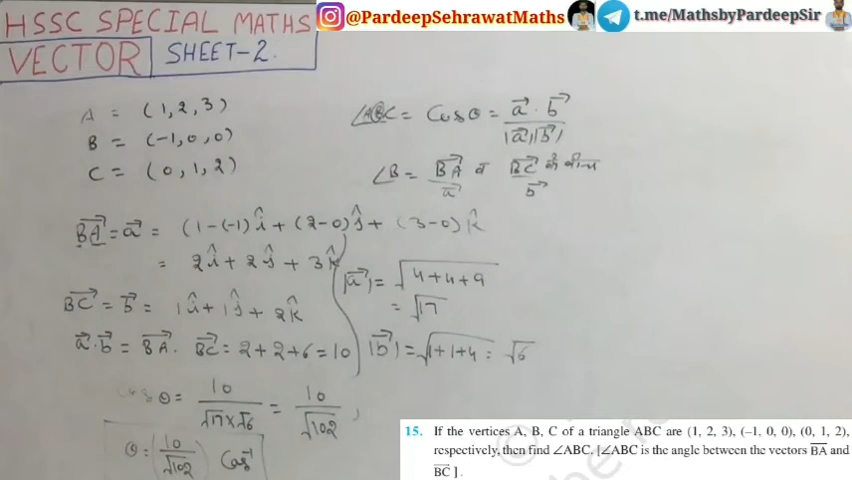 HSSC SPECIAL MATHS
@PardeepSehrawatMaths
t.me/MathsbyPardeepSir
VECTOR SHEET-2.
A = (1, 2, 3)
B = (-1, 0, 0)
C = (0, 1, 2)
∠ABC = Cosθ = a⃗ · b⃗ / |a⃗||b⃗|
∠B = BA⃗ व BC⃗ के बीच
a⃗ b⃗
BA⃗ = a⃗ = (1-(-1)) î + (2-0) ĵ + (3-0) k̂
= 2î + 2ĵ + 3k̂
|a⃗| = √4+4+9
= √17
BC⃗ = b⃗ = 1î + 1ĵ + 2k̂
a⃗·b⃗ = BA⃗. BC⃗ = 2+2+6 = 10
|b⃗| = √1+1+4 = √6
Cosθ = 10/√17×√6 = 10/√102,
θ = (10/√102) Cos⁻¹
15. If the vertices A, B, C of a triangle ABC are (1, 2, 3), (–1, 0, 0), (0, 1, 2),
respectively, then find ∠ABC. [∠ABC is the angle between the vectors BA and
BC ].